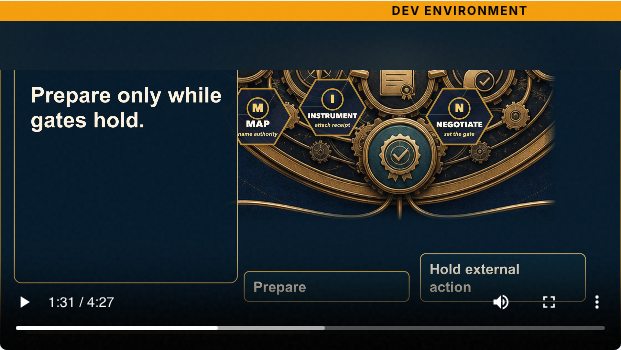 DEV ENVIRONMENT
Prepare only while
gates hold.
M
MAP
name authority
I
INSTRUMENT
attach receipt
N
NEGOTIATE
set the gate
Prepare
Hold external
action
1:31 / 4:27